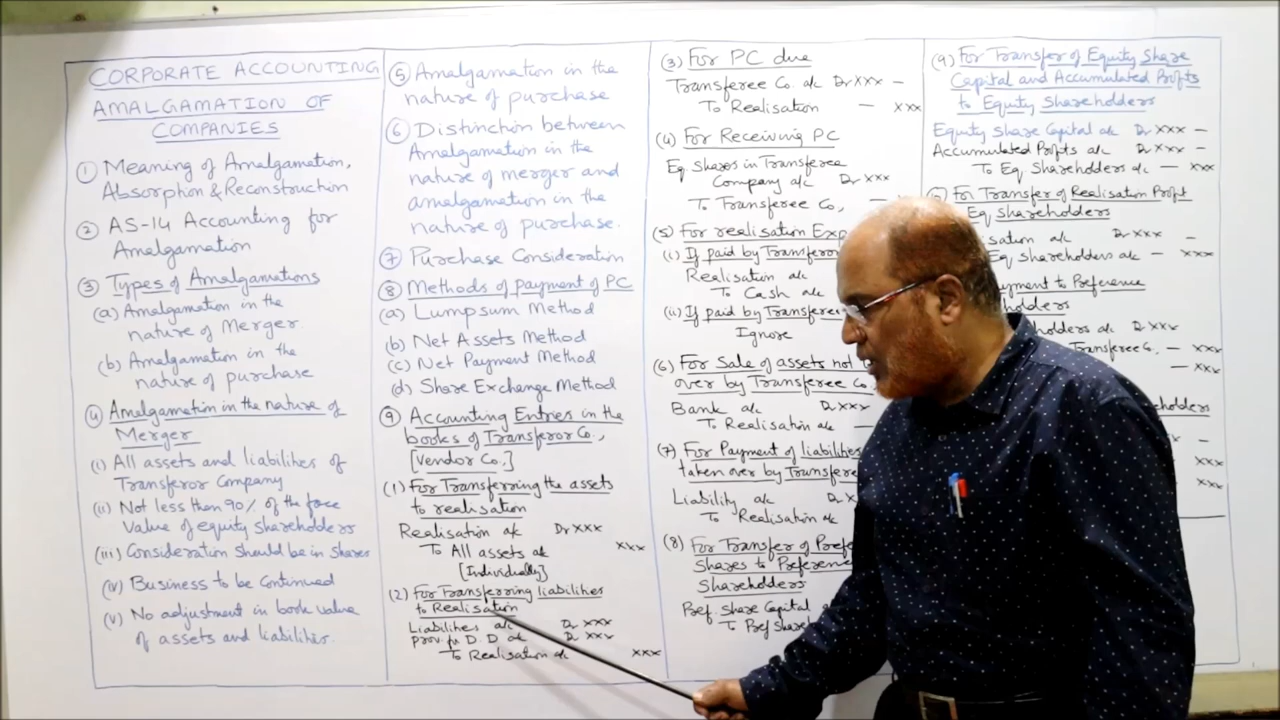 CORPORATE ACCOUNTING
AMALGAMATION OF
COMPANIES
① Meaning of Amalgamation,
Absorption & Reconstruction
② AS-14 Accounting for
Amalgamation
③ Types of Amalgamations
(a) Amalgamation in the
nature of Merger
(b) Amalgamation in the
nature of purchase
④ Amalgamation in the nature of
Merger
(i) All assets and liabilities of
Transferor Company
(ii) Not less then 90% of the face
Value of equity shareholders
(iii) Consideration should be in shares
(iv) Business to be continued
(v) No adjustment in book value
of assets and liabilities.
⑤ Amalgamation in the
nature of purchase
⑥ Distinction between
Amalgamation in the
nature of merger and
amalgamation in the
nature of purchase.
⑦ Purchase Consideration
⑧ Methods of payment of PC
(a) Lumpsum Method
(b) Net Assets Method
(c) Net Payment Method
(d) Share Exchange Method
⑨ Accounting Entries in the
books of Transferor Co.,
[Vendor Co.,]
(1) For Transferring the assets
to realisation
Realisation a/c Dr xxx
To All assets a/c xxx
[Individually]
(2) For Transferring liabilities
to Realisation
Liabilities a/c Dr xxx
prov. for D.D a/c Dr xxx
To Realisation a/c xxx
(3) For PC due
Transferee Co. a/c Dr xxx —
To Realisation — xxx
(4) For Receiving PC
Eq Shares in Transferee
Company a/c Dr xxx
To Transferee Co, —
(5) For realisation Exp
(i) If paid by Transferor
Realisation a/c
To Cash a/c
(ii) If paid by Transfere
Ignore
(6) For Sale of assets not
over by Transferee Co.
Bank a/c Dr xxx
To Realisation a/c —
(7) For Payment of liabilities
taken over by Transfere
Liability a/c Dr x
To Realisation a/c
(8) For Transfer of Prefe
Shares to Preference
Shareholders
Pref. share Capital
To Pref Shareh
(9) For Transfer of Equity Share
Capital and Accumulated Profits
to Equity Shareholders
Equity Share Capital a/c Dr xxx —
Accumulated Profits a/c Dr xxx —
To Eq Shareholders a/c — xxx
For Transfer of Realisation Profit
Eq Shareholders
isation a/c Dr xxx —
Eq shareholders a/c — xxx
ayment to Preference
holders
holders a/c Dr xxx
Transferee Co, — xxx
— xxx
eholders
—
xxx
xxx